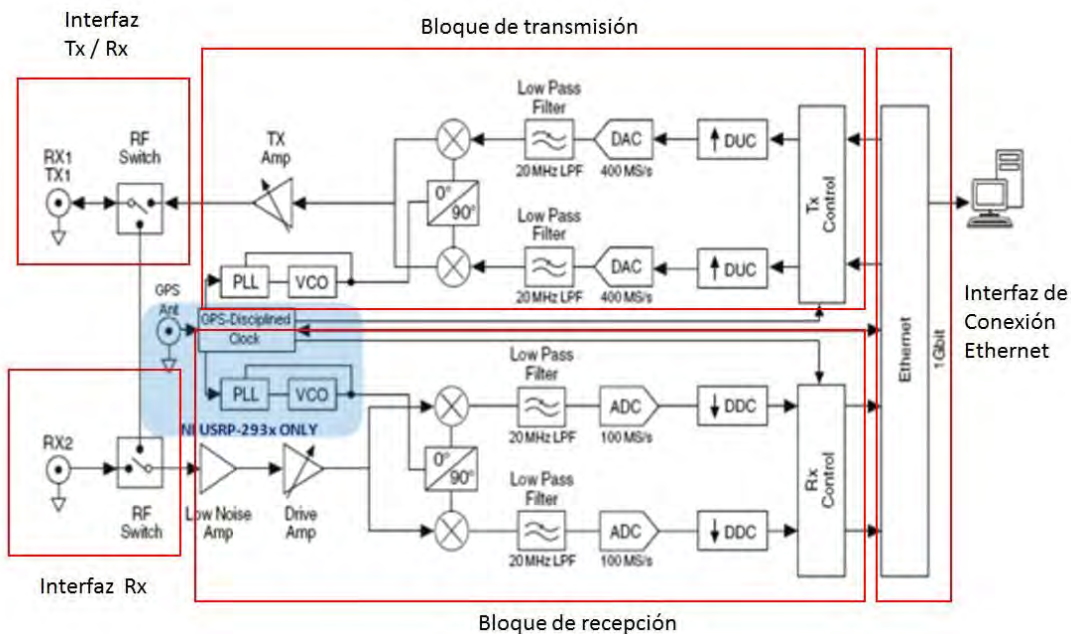 Interfaz
Tx / Rx
Bloque de transmisión
RX1
TX1
RF
Switch
TX
Amp
Low Pass
Filter
20 MHz LPF
DAC
400 MS/s
DUC
0°
90°
Low Pass
Filter
20 MHz LPF
DAC
400 MS/s
DUC
Tx
Control
PLL
VCO
GPS
Ant
GPS-Disciplined
Clock
PLL
VCO
NI USRP-293x ONLY
Ethernet
1Gbit
Interfaz de
Conexión
Ethernet
RX2
RF
Switch
Low Noise
Amp
Drive
Amp
Low Pass
Filter
20 MHz LPF
ADC
100 MS/s
DDC
0°
90°
Low Pass
Filter
20 MHz LPF
ADC
100 MS/s
DDC
Rx
Control
Interfaz Rx
Bloque de recepción